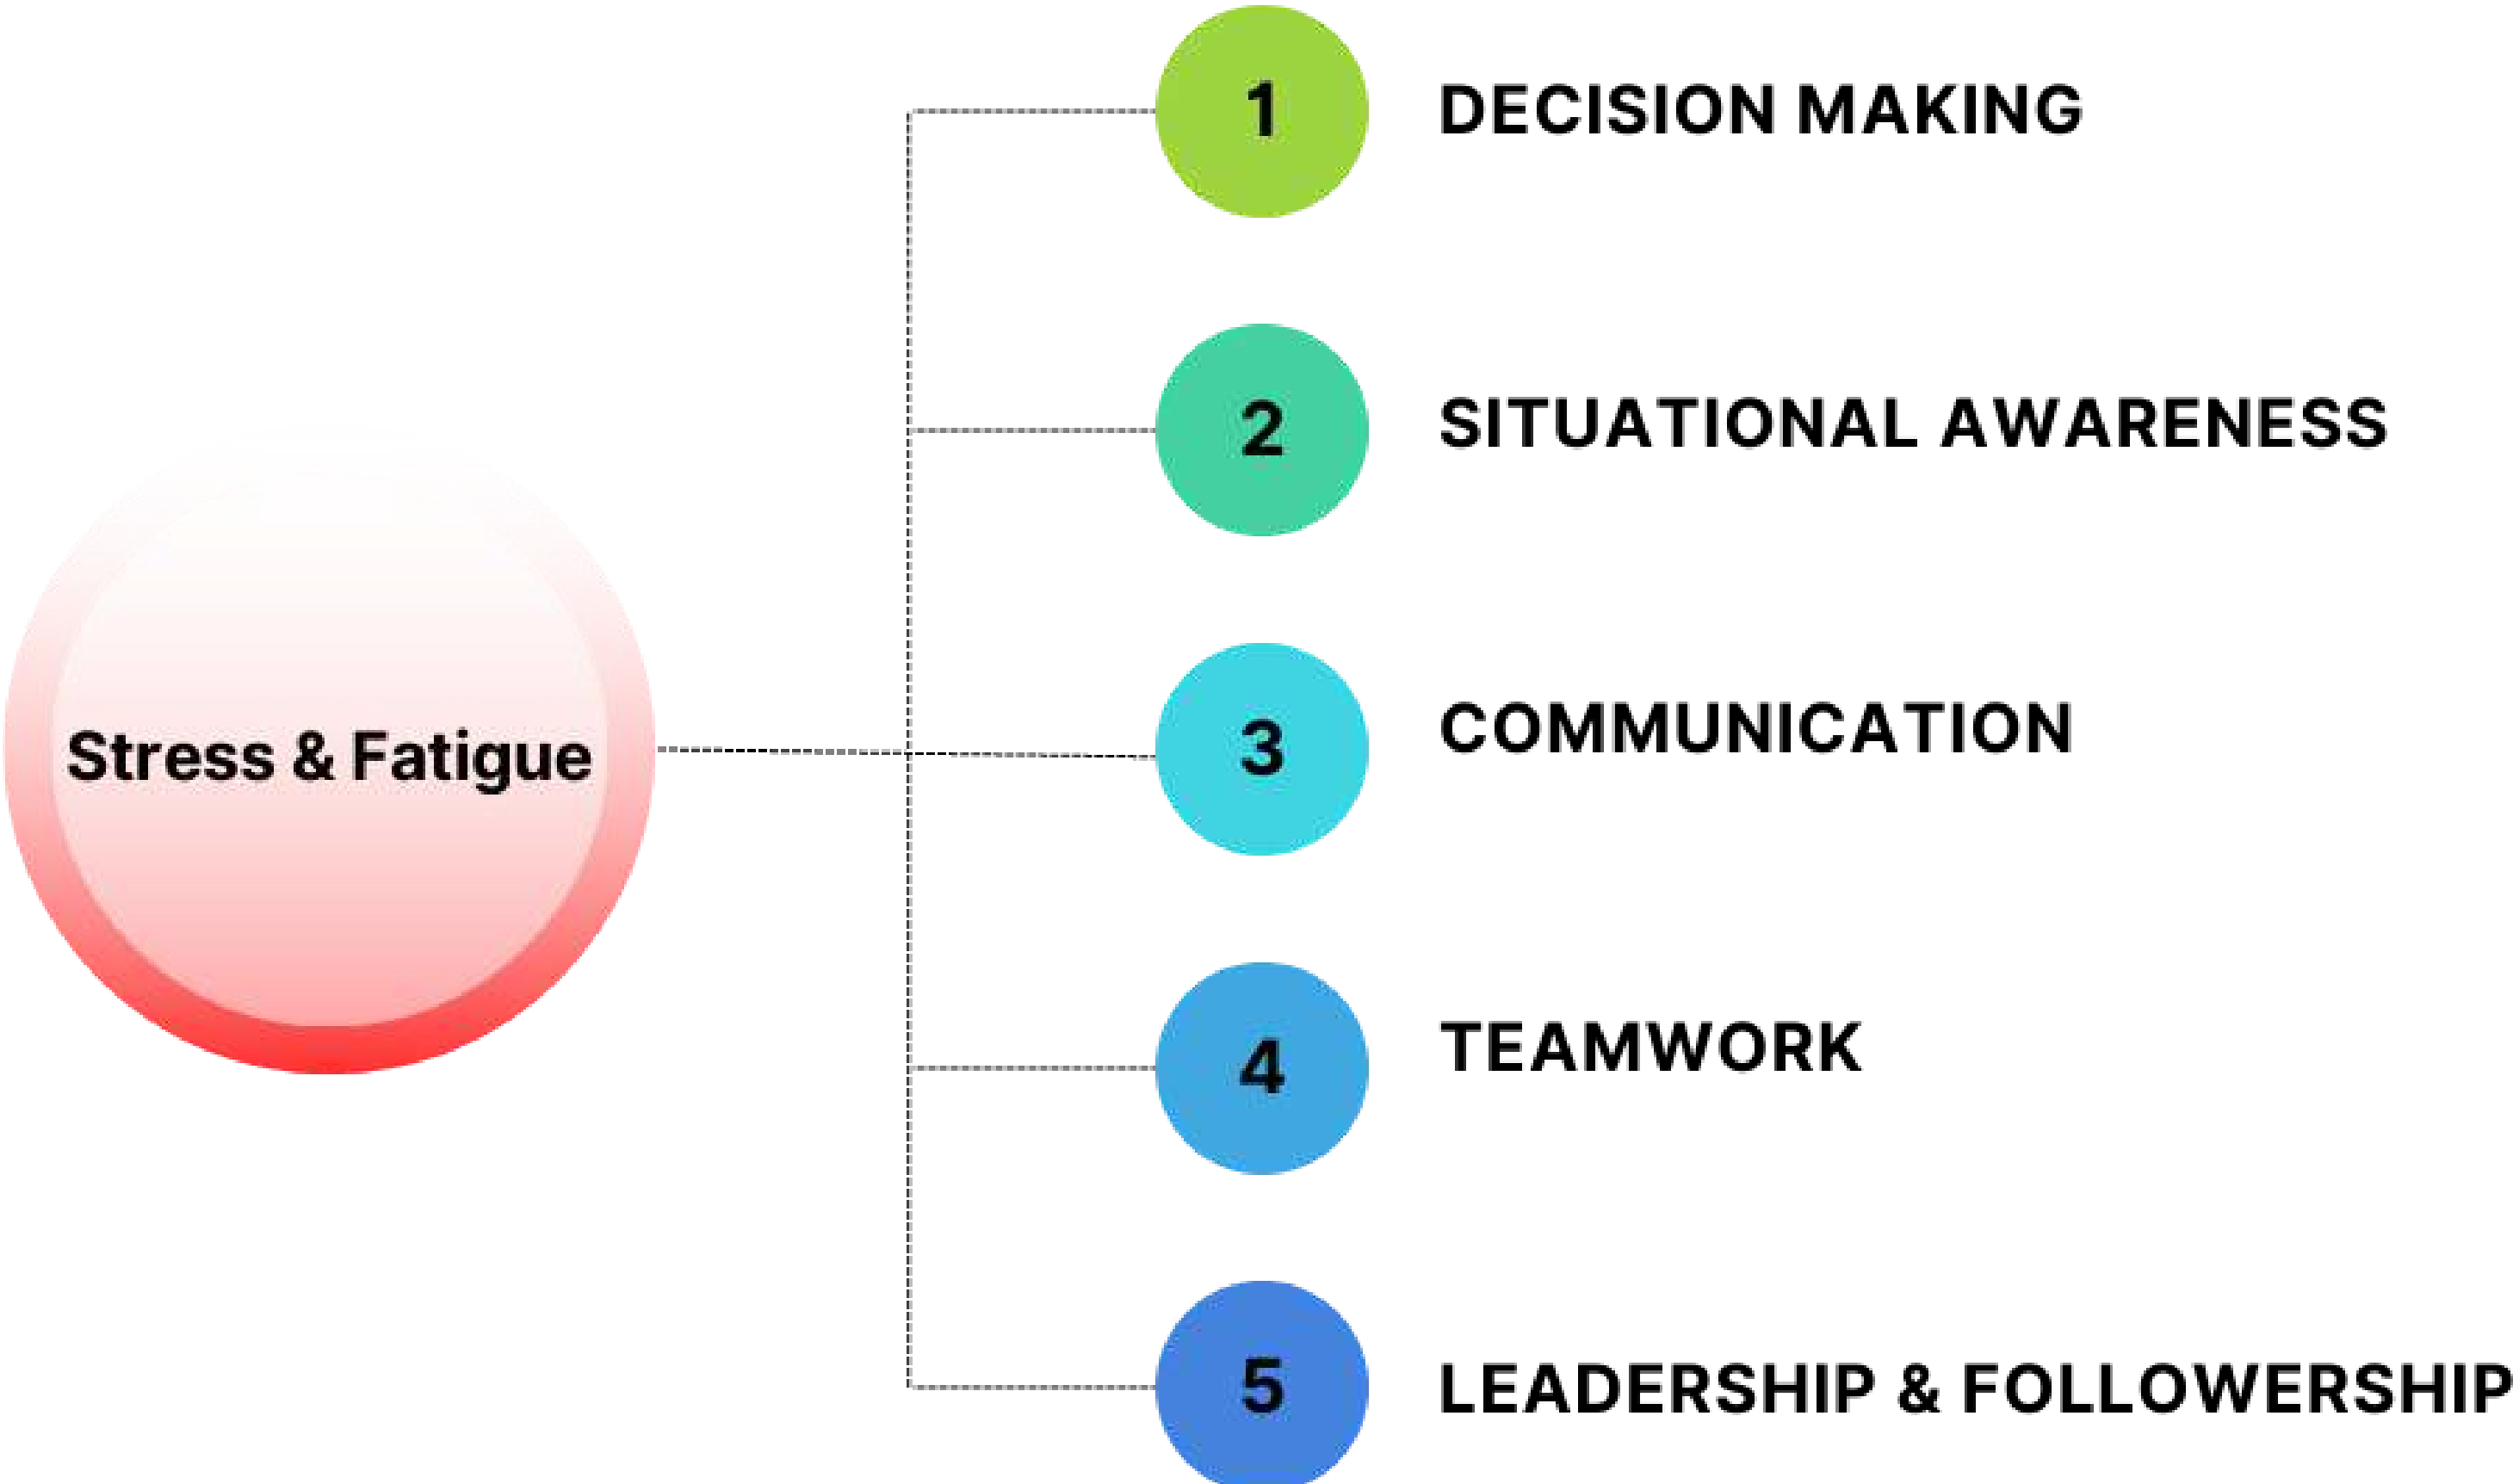 1
DECISION MAKING
2
SITUATIONAL AWARENESS
Stress & Fatigue
3
COMMUNICATION
4
TEAMWORK
5
LEADERSHIP & FOLLOWERSHIP